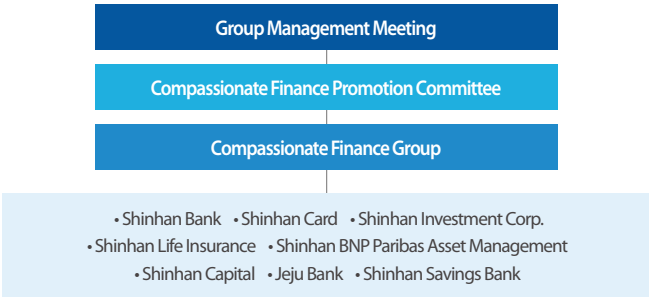 Group Management Meeting
Compassionate Finance Promotion Committee
Compassionate Finance Group
• Shinhan Bank • Shinhan Card • Shinhan Investment Corp.
• Shinhan Life Insurance • Shinhan BNP Paribas Asset Management
• Shinhan Capital • Jeju Bank • Shinhan Savings Bank